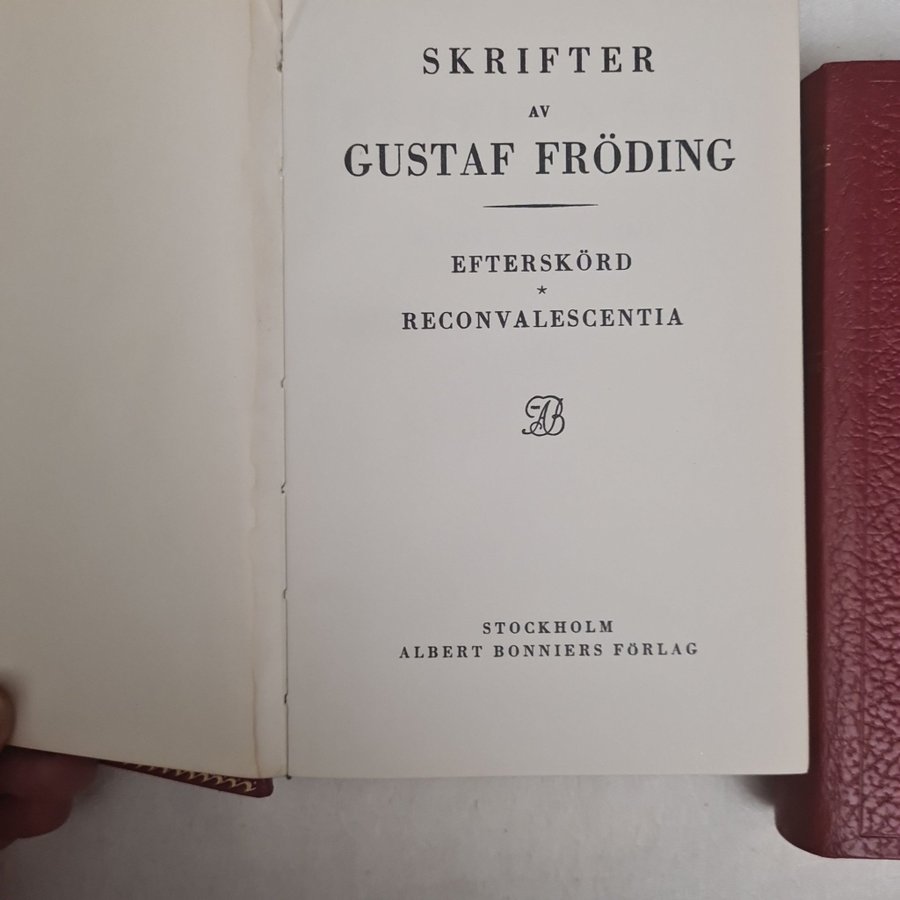 SKRIFTER
AV
GUSTAF FRÖDING
EFTERSKÖRD
*
RECONVALESCENTIA
AB
STOCKHOLM
ALBERT BONNIERS FÖRLAG